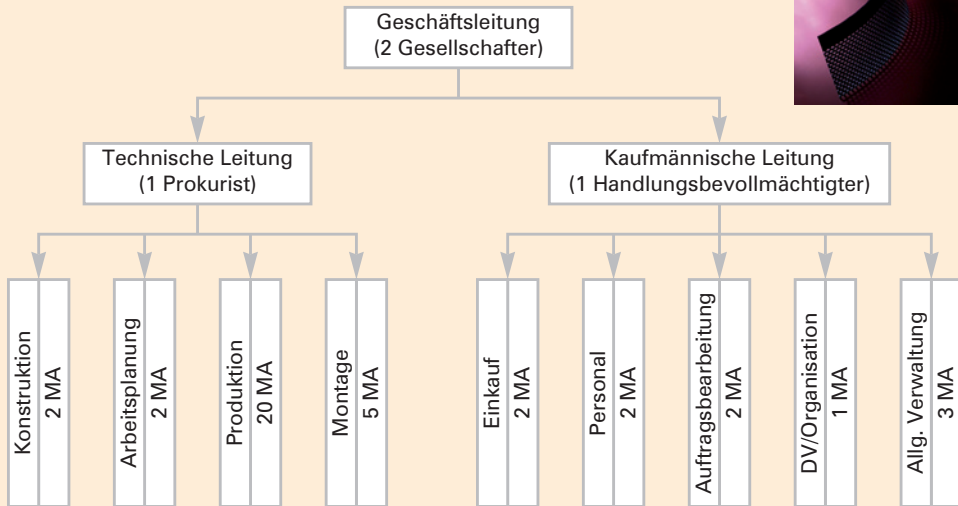 Geschäftsleitung
(2 Gesellschafter)
Technische Leitung
(1 Prokurist)
Kaufmännische Leitung
(1 Handlungsbevollmächtigter)
Konstruktion
2 MA
Arbeitsplanung
2 MA
Produktion
20 MA
Montage
5 MA
Einkauf
2 MA
Personal
2 MA
Auftragsbearbeitung
2 MA
DV/Organisation
1 MA
Allg. Verwaltung
3 MA